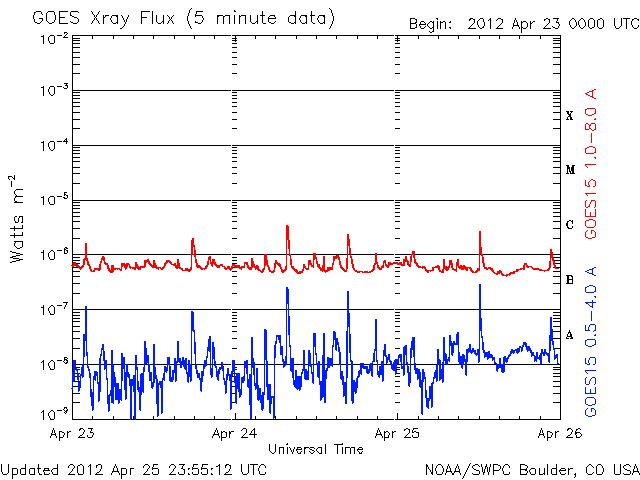 GOES Xray Flux (5 minute data)
Begin: 2012 Apr 23 0000 UTC
10⁻²
10⁻³
10⁻⁴
10⁻⁵
10⁻⁶
10⁻⁷
10⁻⁸
10⁻⁹
Watts m⁻²
X
M
C
B
A
GOES15 1.0−8.0 A
GOES15 0.5−4.0 A
Apr 23
Apr 24
Apr 25
Apr 26
Universal Time
Updated 2012 Apr 25 23:55:12 UTC
NOAA/SWPC Boulder, CO USA